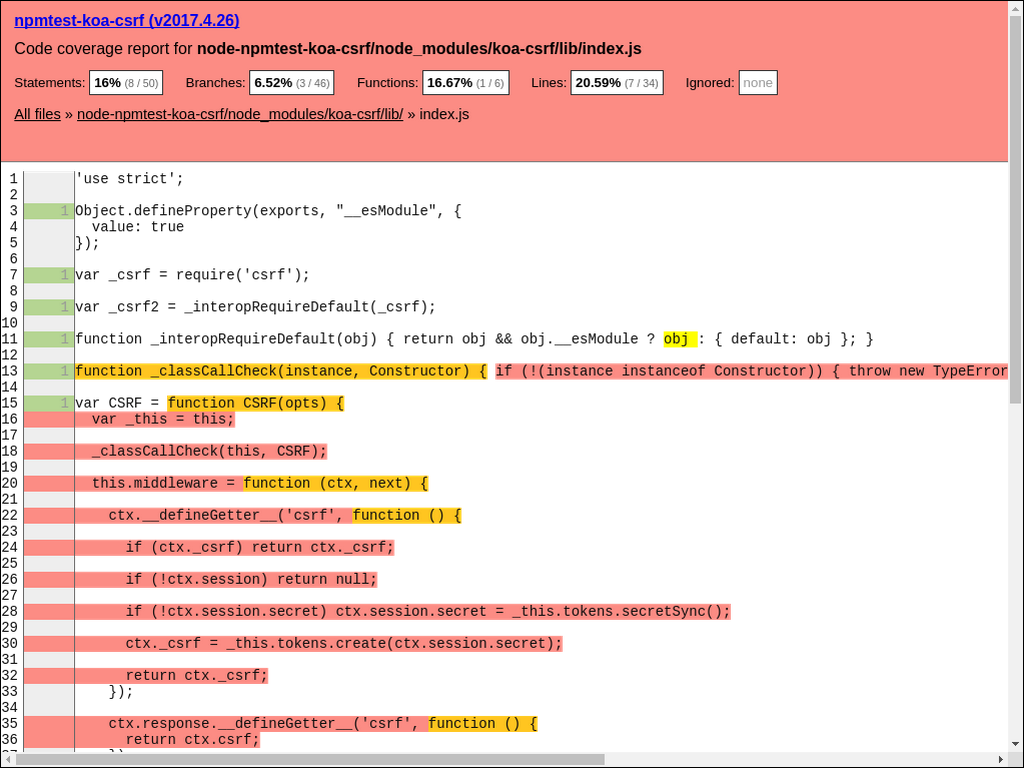 npmtest-koa-csrf (v2017.4.26)
Code coverage report for node-npmtest-koa-csrf/node_modules/koa-csrf/lib/index.js
Statements: 16% (8 / 50) Branches: 6.52% (3 / 46) Functions: 16.67% (1 / 6) Lines: 20.59% (7 / 34) Ignored: none
All files » node-npmtest-koa-csrf/node_modules/koa-csrf/lib/ » index.js
1 'use strict';
2
3 1 Object.defineProperty(exports, "__esModule", {
4 value: true
5 });
6
7 1 var _csrf = require('csrf');
8
9 1 var _csrf2 = _interopRequireDefault(_csrf);
10
11 1 function _interopRequireDefault(obj) { return obj && obj.__esModule ? obj : { default: obj }; }
12
13 1 function _classCallCheck(instance, Constructor) { if (!(instance instanceof Constructor)) { throw new TypeError
14
15 1 var CSRF = function CSRF(opts) {
16 var _this = this;
17
18 _classCallCheck(this, CSRF);
19
20 this.middleware = function (ctx, next) {
21
22 ctx.__defineGetter__('csrf', function () {
23
24 if (ctx._csrf) return ctx._csrf;
25
26 if (!ctx.session) return null;
27
28 if (!ctx.session.secret) ctx.session.secret = _this.tokens.secretSync();
29
30 ctx._csrf = _this.tokens.create(ctx.session.secret);
31
32 return ctx._csrf;
33 });
34
35 ctx.response.__defineGetter__('csrf', function () {
36 return ctx.csrf;